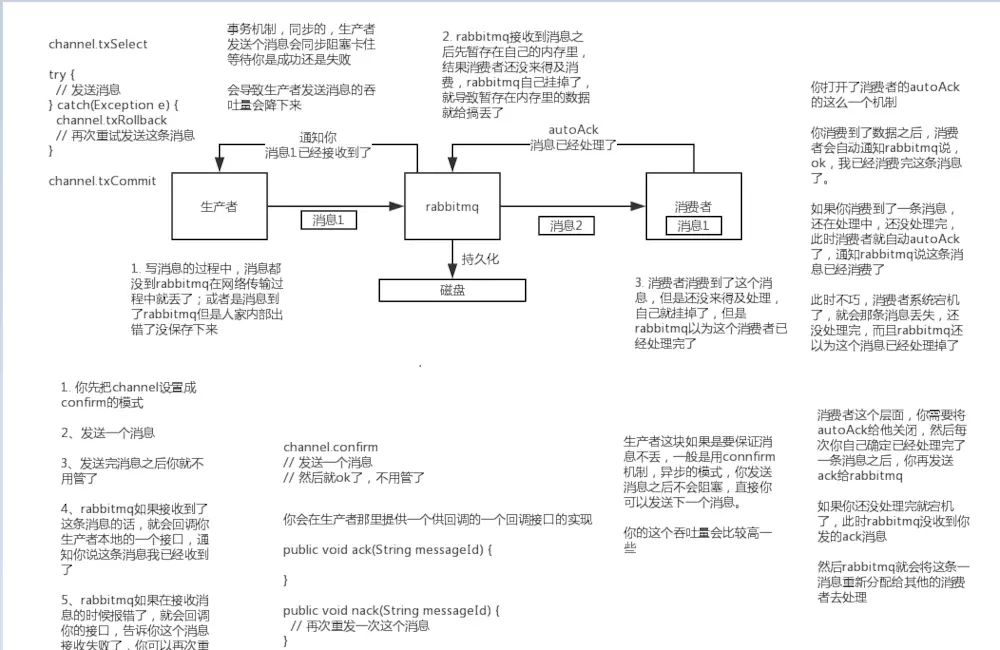 channel.txSelect
try {
// 发送消息
} catch(Exception e) {
channel.txRollback
// 再次重试发送这条消息
}
channel.txCommit
事务机制，同步的，生产者
发送个消息会同步阻塞卡住
等待你是成功还是失败
会导致生产者发送消息的吞
吐量会降下来
2. rabbitmq接收到消息之
后先暂存在自己的内存里，
结果消费者还没来得及消
费，rabbitmq自己挂掉了，
就导致暂存在内存里的数据
就给搞丢了
通知你
消息1已经接收到了
autoAck
消息已经处理了
生产者
消息1
rabbitmq
消息2
消费者
消息1
持久化
磁盘
1. 写消息的过程中，消息都
没到rabbitmq在网络传输过
程中就丢了；或者是消息到
了rabbitmq但是人家内部出
错了没保存下来
3. 消费者消费到了这个消
息，但是还没来得及处理，
自己就挂掉了，但是
rabbitmq以为这个消费者已
经处理完了
你打开了消费者的autoAck
的这么一个机制
你消费到了数据之后，消费
者会自动通知rabbitmq说，
ok，我已经消费完这条消息
了。
如果你消费到了一条消息，
还在处理中，还没处理完，
此时消费者就自动autoAck
了，通知rabbitmq说这条消
息已经消费了
此时不巧，消费者系统宕机
了，就会那条消息丢失，还
没处理完，而且rabbitmq还
以为这个消息已经处理掉了
1. 你先把channel设置成
confirm的模式
2、发送一个消息
3、发送完消息之后你就不
用管了
4、rabbitmq如果接收到了
这条消息的话，就会回调你
生产者本地的一个接口，通
知你说这条消息我已经收到
了
5、rabbitmq如果在接收消
息的时候报错了，就会回调
你的接口，告诉你这个消息
接收失败了，你可以再次重
channel.confirm
// 发送一个消息
// 然后就ok了，不用管了
你会在生产者那里提供一个供回调的一个回调接口的实现
public void ack(String messageId) {
}
public void nack(String messageId) {
// 再次重发一次这个消息
}
生产者这块如果是要保证消
息不丢，一般是用connfirm
机制，异步的模式，你发送
消息之后不会阻塞，直接你
可以发送下一个消息。
你的这个吞吐量会比较高一
些
消费者这个层面，你需要将
autoAck给他关闭，然后每
次你自己确定已经处理完了
一条消息之后，你再发送
ack给rabbitmq
如果你还没处理完就宕机
了，此时rabbitmq没收到你
发的ack消息
然后rabbitmq就会将这条一
消息重新分配给其他的消费
者去处理